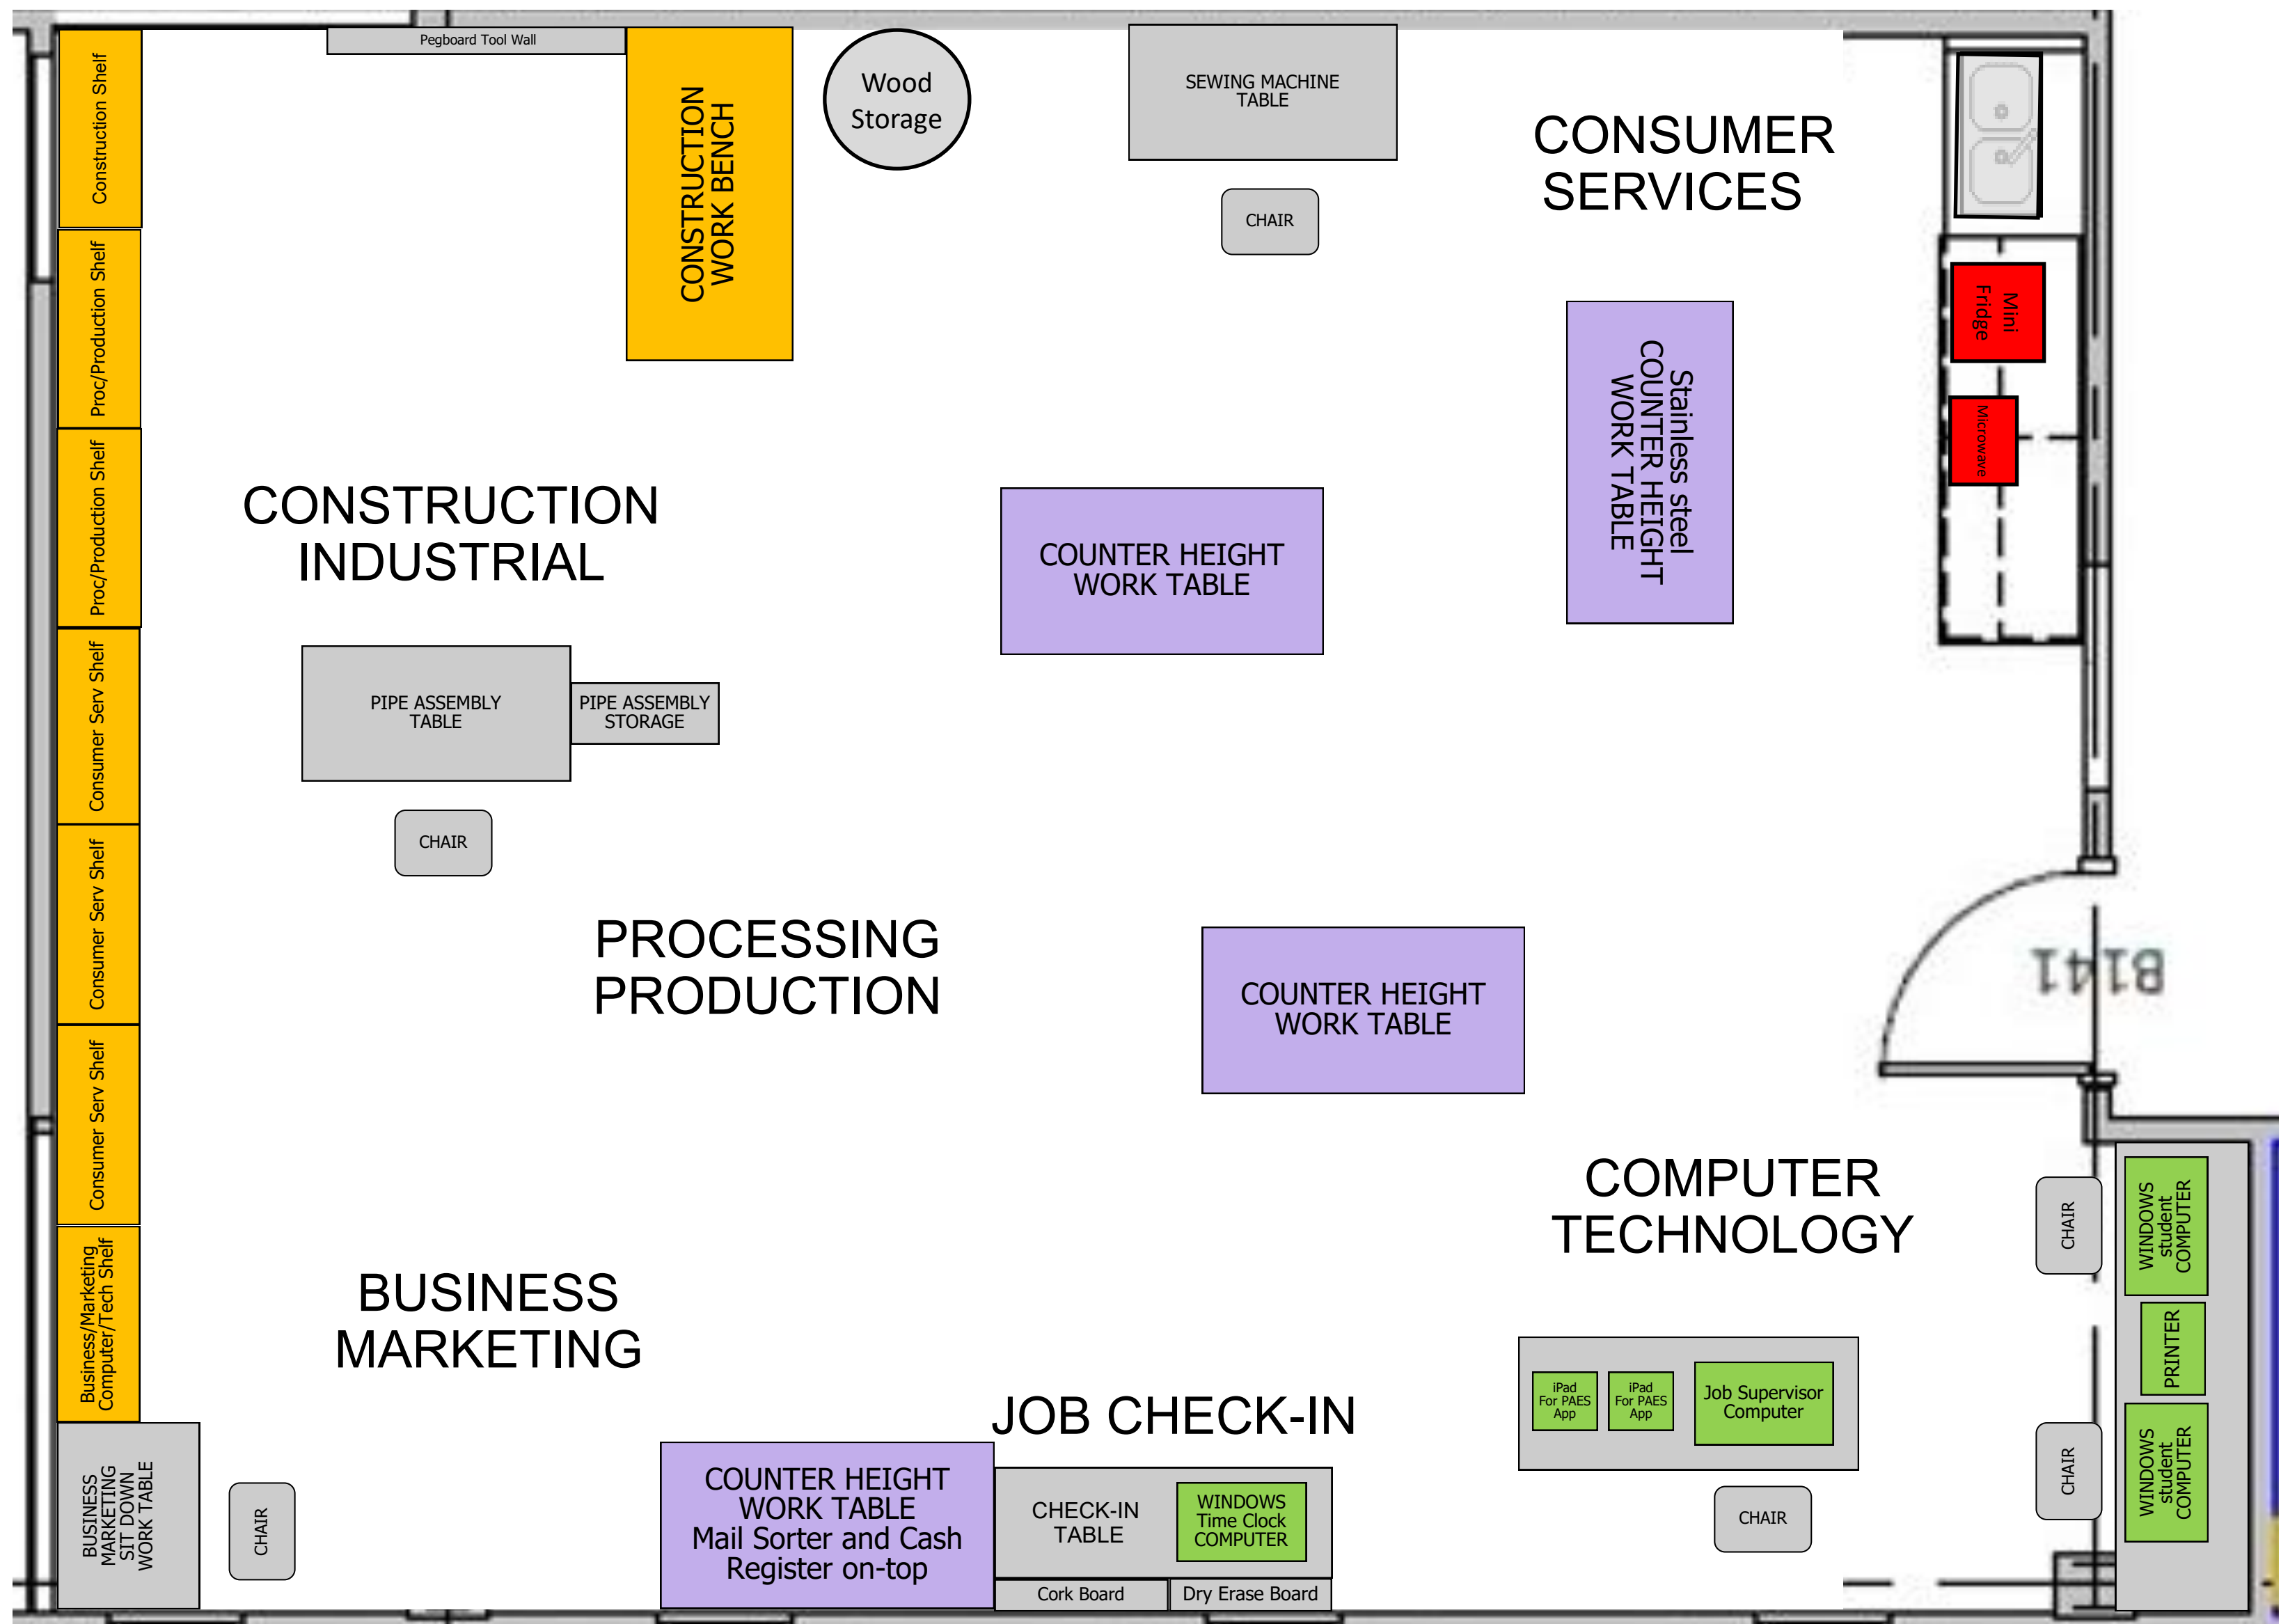 Pegboard Tool Wall
Construction Shelf
CONSTRUCTION
WORK BENCH
Wood
Storage
SEWING MACHINE
TABLE
CHAIR
CONSUMER
SERVICES
Mini
Fridge
Microwave
Proc/Production Shelf
Proc/Production Shelf
Stainless steel
COUNTER HEIGHT
WORK TABLE
CONSTRUCTION
INDUSTRIAL
COUNTER HEIGHT
WORK TABLE
Consumer Serv Shelf
PIPE ASSEMBLY
TABLE
PIPE ASSEMBLY
STORAGE
CHAIR
Consumer Serv Shelf
PROCESSING
PRODUCTION
COUNTER HEIGHT
WORK TABLE
B141
Consumer Serv Shelf
COMPUTER
TECHNOLOGY
CHAIR
WINDOWS
student
COMPUTER
Business/Marketing
Computer/Tech Shelf
BUSINESS
MARKETING
PRINTER
iPad
For PAES
App
iPad
For PAES
App
Job Supervisor
Computer
JOB CHECK-IN
CHAIR
WINDOWS
student
COMPUTER
BUSINESS
MARKETING
SIT DOWN
WORK TABLE
CHAIR
COUNTER HEIGHT
WORK TABLE
Mail Sorter and Cash
Register on-top
CHECK-IN
TABLE
WINDOWS
Time Clock
COMPUTER
CHAIR
Cork Board
Dry Erase Board